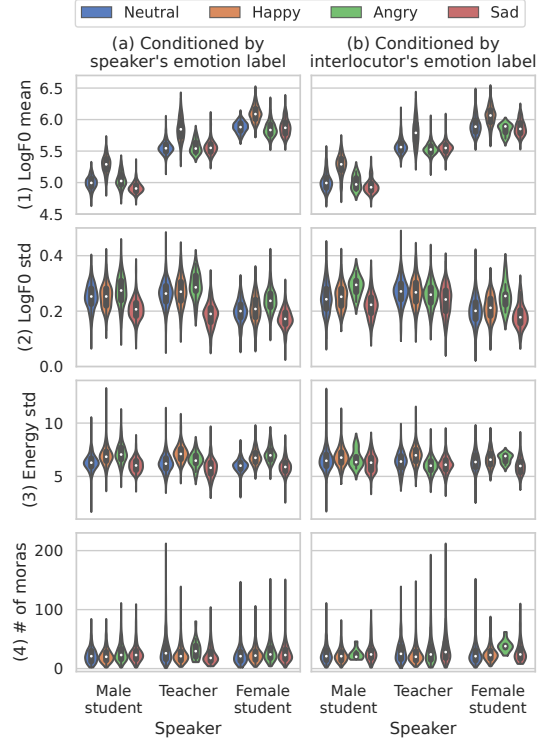 Neutral Happy Angry Sad
(a) Conditioned by
speaker's emotion label
(b) Conditioned by
interlocutor's emotion label
(1) LogF0 mean
6.5
6.0
5.5
5.0
4.5
(2) LogF0 std
0.4
0.2
0.0
(3) Energy std
10
5
(4) # of moras
200
100
0
Male
student
Teacher
Female
student
Male
student
Teacher
Female
student
Speaker
Speaker